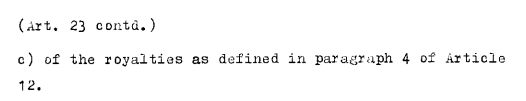 (Art. 23 contd.)
c) of the royalties as defined in paragraph 4 of Article
12.